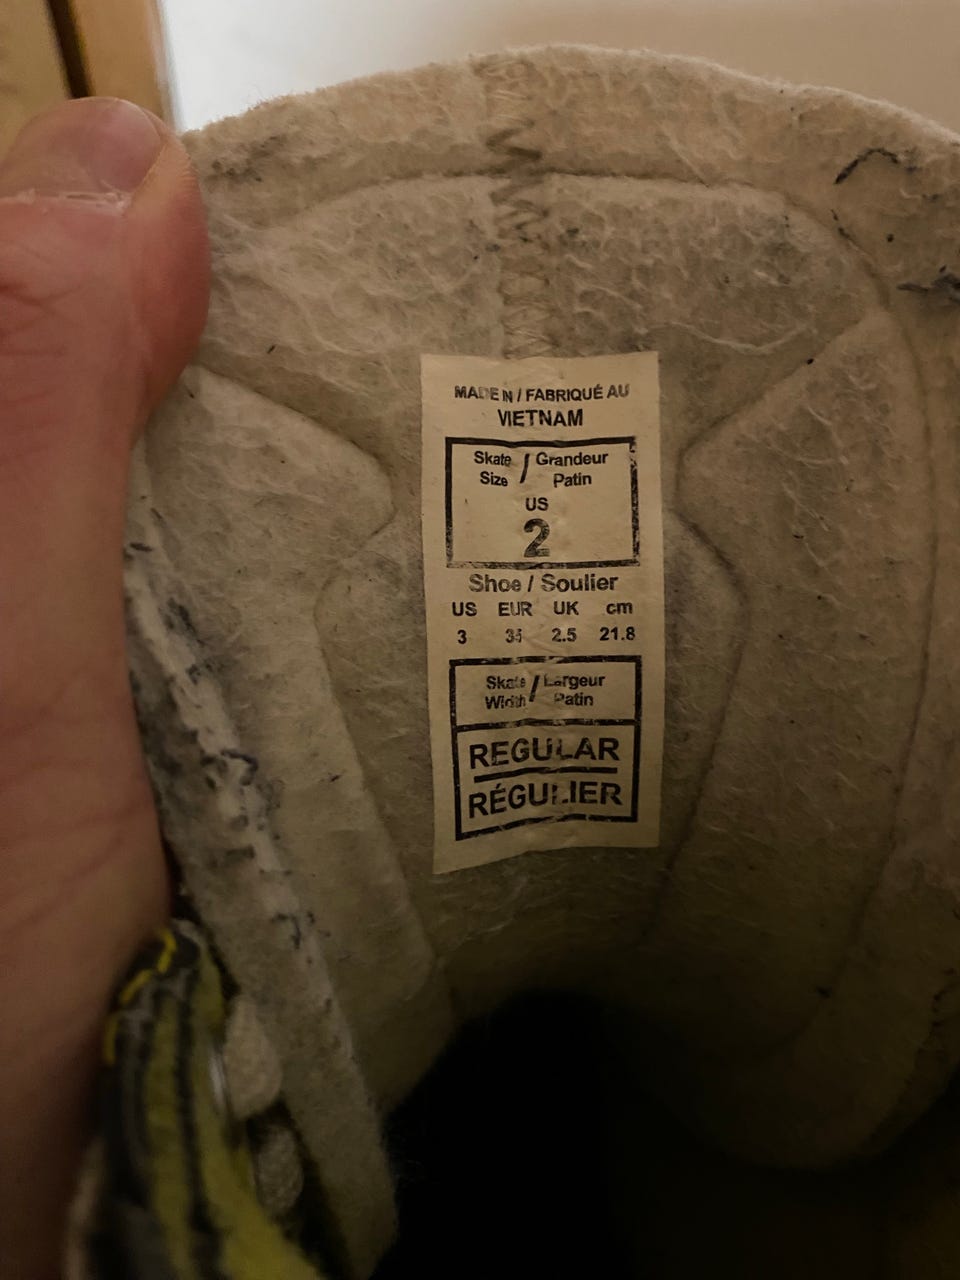 MADE IN / FABRIQUÉ AU
VIETNAM
Skate / Grandeur
Size Patin
US
2
Shoe / Soulier
US EUR UK cm
3 2.5 21.8
Skate / Largeur
Width Patin
REGULAR
RÉGULIER